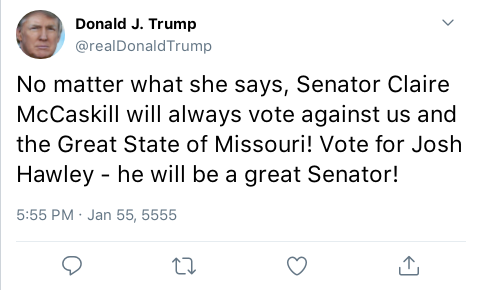 Donald J. Trump
@realDonaldTrump
No matter what she says, Senator Claire
McCaskill will always vote against us and
the Great State of Missouri! Vote for Josh
Hawley - he will be a great Senator!
5:55 PM · Jan 55, 5555